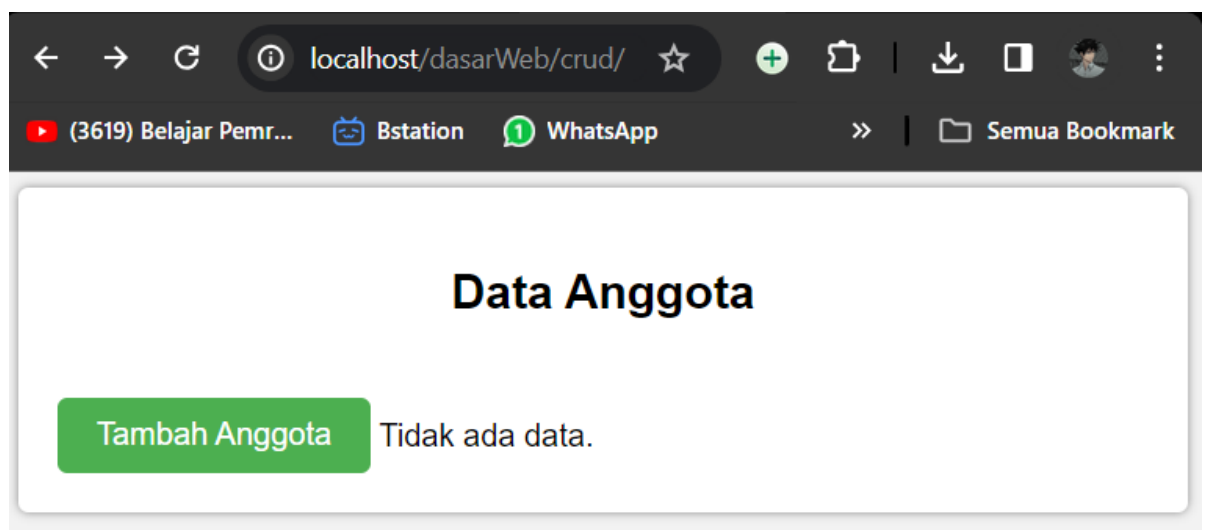 localhost/dasarWeb/crud/
(3619) Belajar Pemr... Bstation 1 WhatsApp » Semua Bookmark
Data Anggota
Tambah Anggota Tidak ada data.